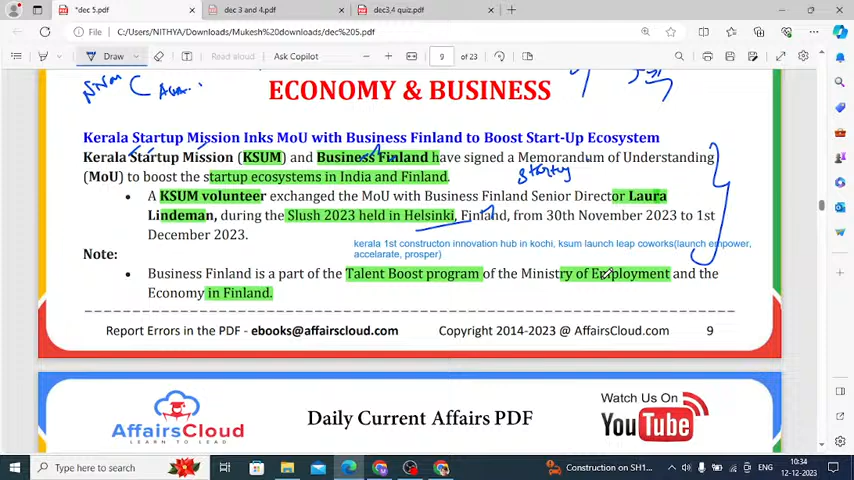 *dec 5.pdf
dec 3 and 4.pdf
dec3,4 quiz.pdf
File
C:/Users/NITHYA/Downloads/Mukesh%20downloads/dec%205.pdf
Draw
Read aloud
Ask Copilot
9
of 23
ECONOMY & BUSINESS
Kerala Startup Mission Inks MoU with Business Finland to Boost Start-Up Ecosystem
Kerala Startup Mission (KSUM) and Business Finland have signed a Memorandum of Understanding
(MoU) to boost the startup ecosystems in India and Finland.
startup
• A KSUM volunteer exchanged the MoU with Business Finland Senior Director Laura
Lindeman, during the Slush 2023 held in Helsinki, Finland, from 30th November 2023 to 1st
December 2023.
kerala 1st constructon innovation hub in kochi, ksum launch leap coworks(launch empower,
accelarate, prosper)
Note:
• Business Finland is a part of the Talent Boost program of the Ministry of Employment and the
Economy in Finland.
Report Errors in the PDF - ebooks@affairscloud.com Copyright 2014-2023 @ AffairsCloud.com 9
AffairsCloud
LEARN TO LEAD
Daily Current Affairs PDF
Watch Us On
YouTube
Type here to search
Construction on SH1...
ENG
10:34
12-12-2023